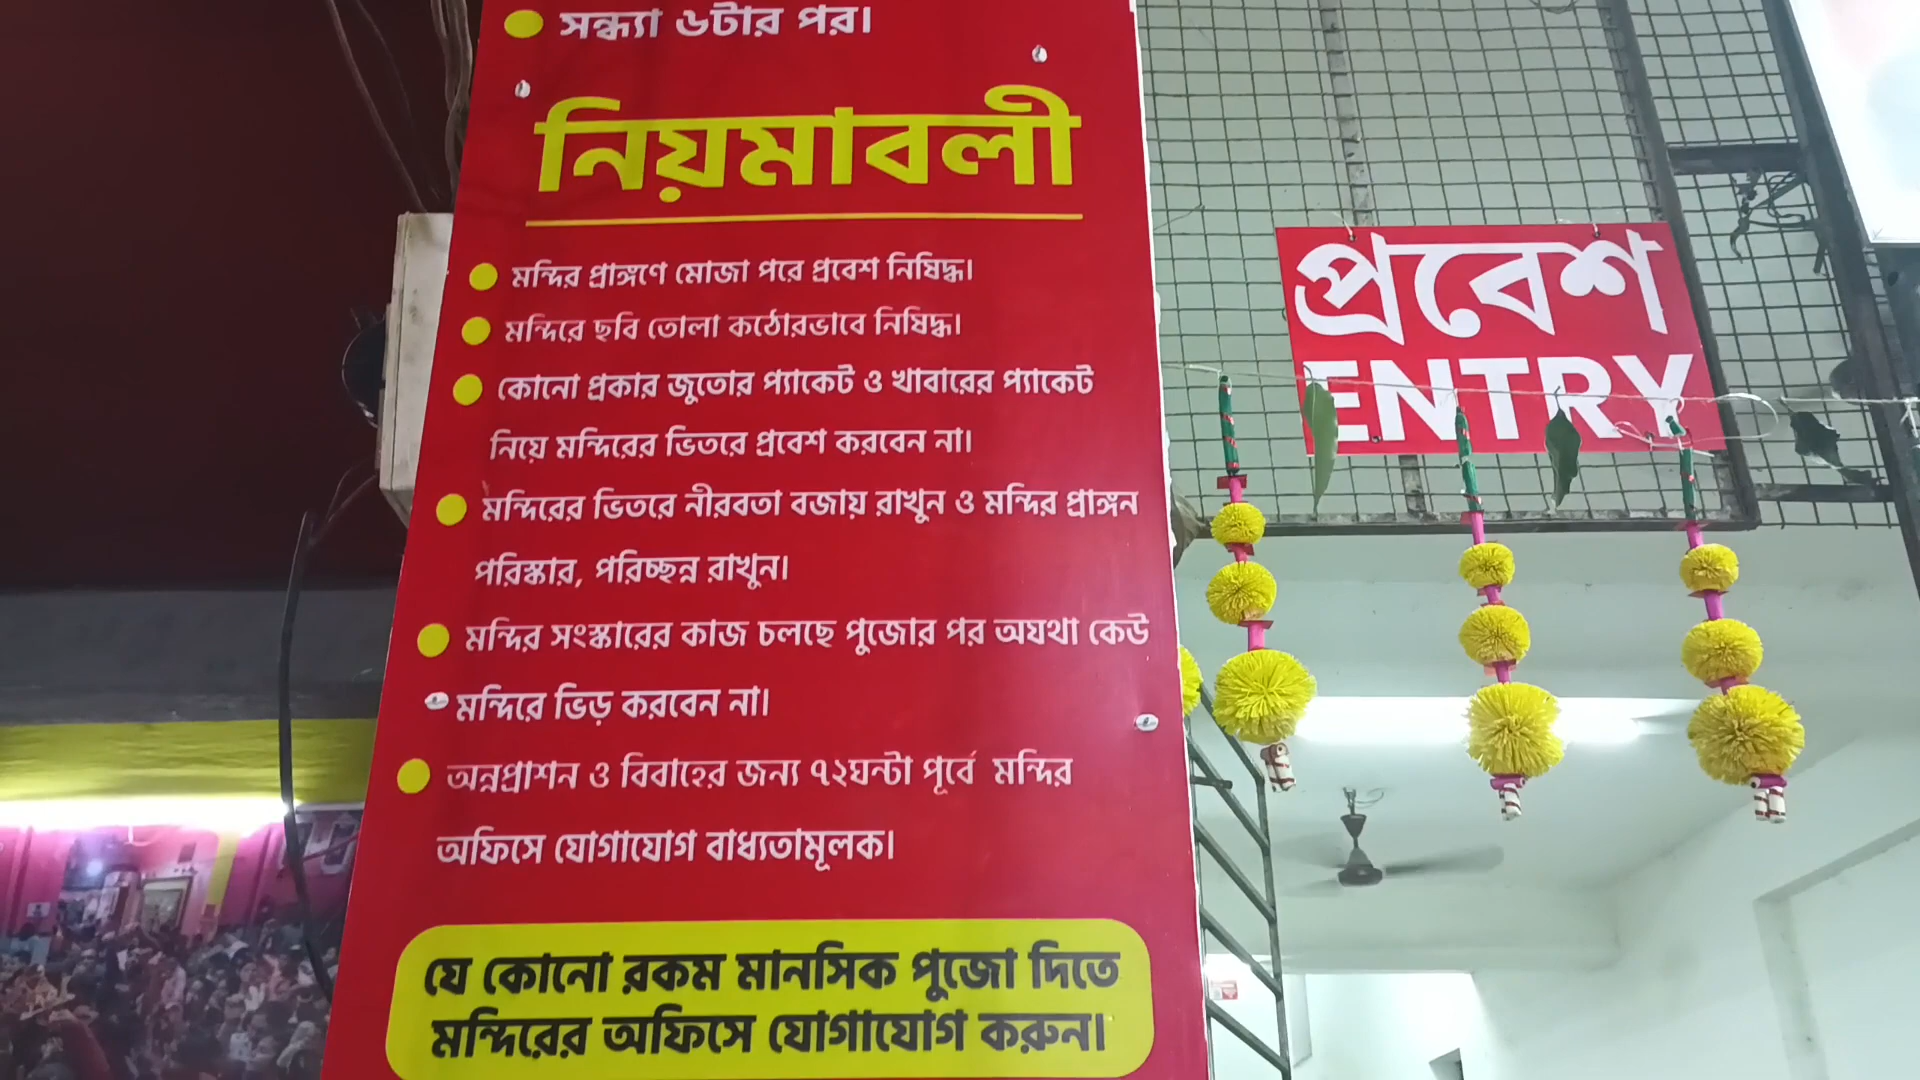 সন্ধ্যা ৬টার পর।
নিয়মাবলী
মন্দির প্রাঙ্গণে মোজা পরে প্রবেশ নিষিদ্ধ।
মন্দিরে ছবি তোলা কঠোরভাবে নিষিদ্ধ।
কোনো প্রকার জুতোর প্যাকেট ও খাবারের প্যাকেট
নিয়ে মন্দিরের ভিতরে প্রবেশ করবেন না।
মন্দিরের ভিতরে নীরবতা বজায় রাখুন ও মন্দির প্রাঙ্গন
পরিস্কার, পরিচ্ছন্ন রাখুন।
মন্দির সংস্কারের কাজ চলছে পুজোর পর অযথা কেউ
মন্দিরে ভিড় করবেন না।
অন্নপ্রাশন ও বিবাহের জন্য ৭২ঘন্টা পূর্বে মন্দির
অফিসে যোগাযোগ বাধ্যতামূলক।
যে কোনো রকম মানসিক পুজো দিতে
মন্দিরের অফিসে যোগাযোগ করুন।
প্রবেশ
ENTRY